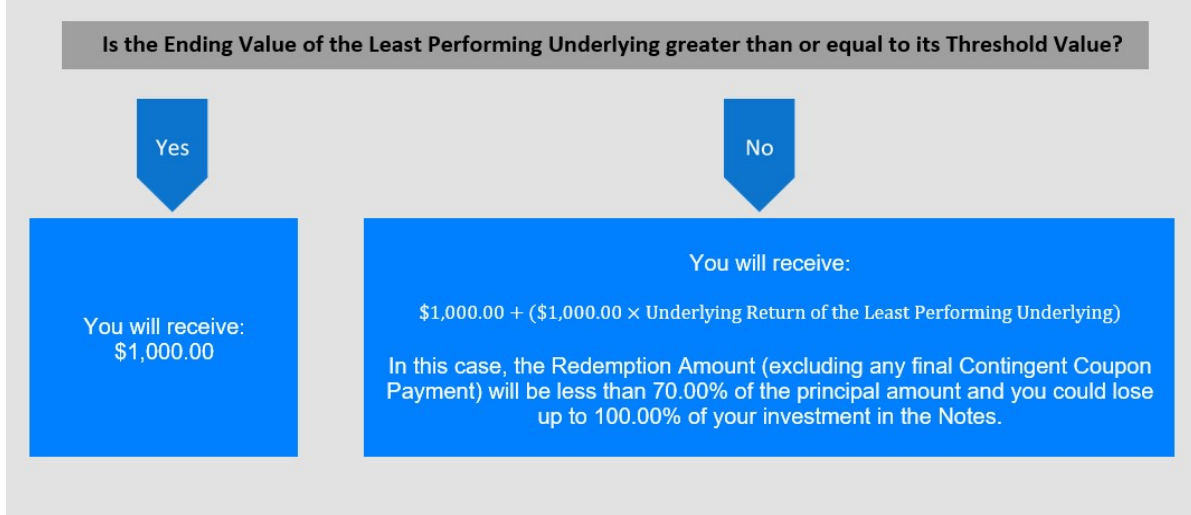 Is the Ending Value of the Least Performing Underlying greater than or equal to its Threshold Value?
Yes
No
You will receive:
$1,000.00
You will receive:
$1,000.00 + ($1,000.00 × Underlying Return of the Least Performing Underlying)
In this case, the Redemption Amount (excluding any final Contingent Coupon
Payment) will be less than 70.00% of the principal amount and you could lose
up to 100.00% of your investment in the Notes.